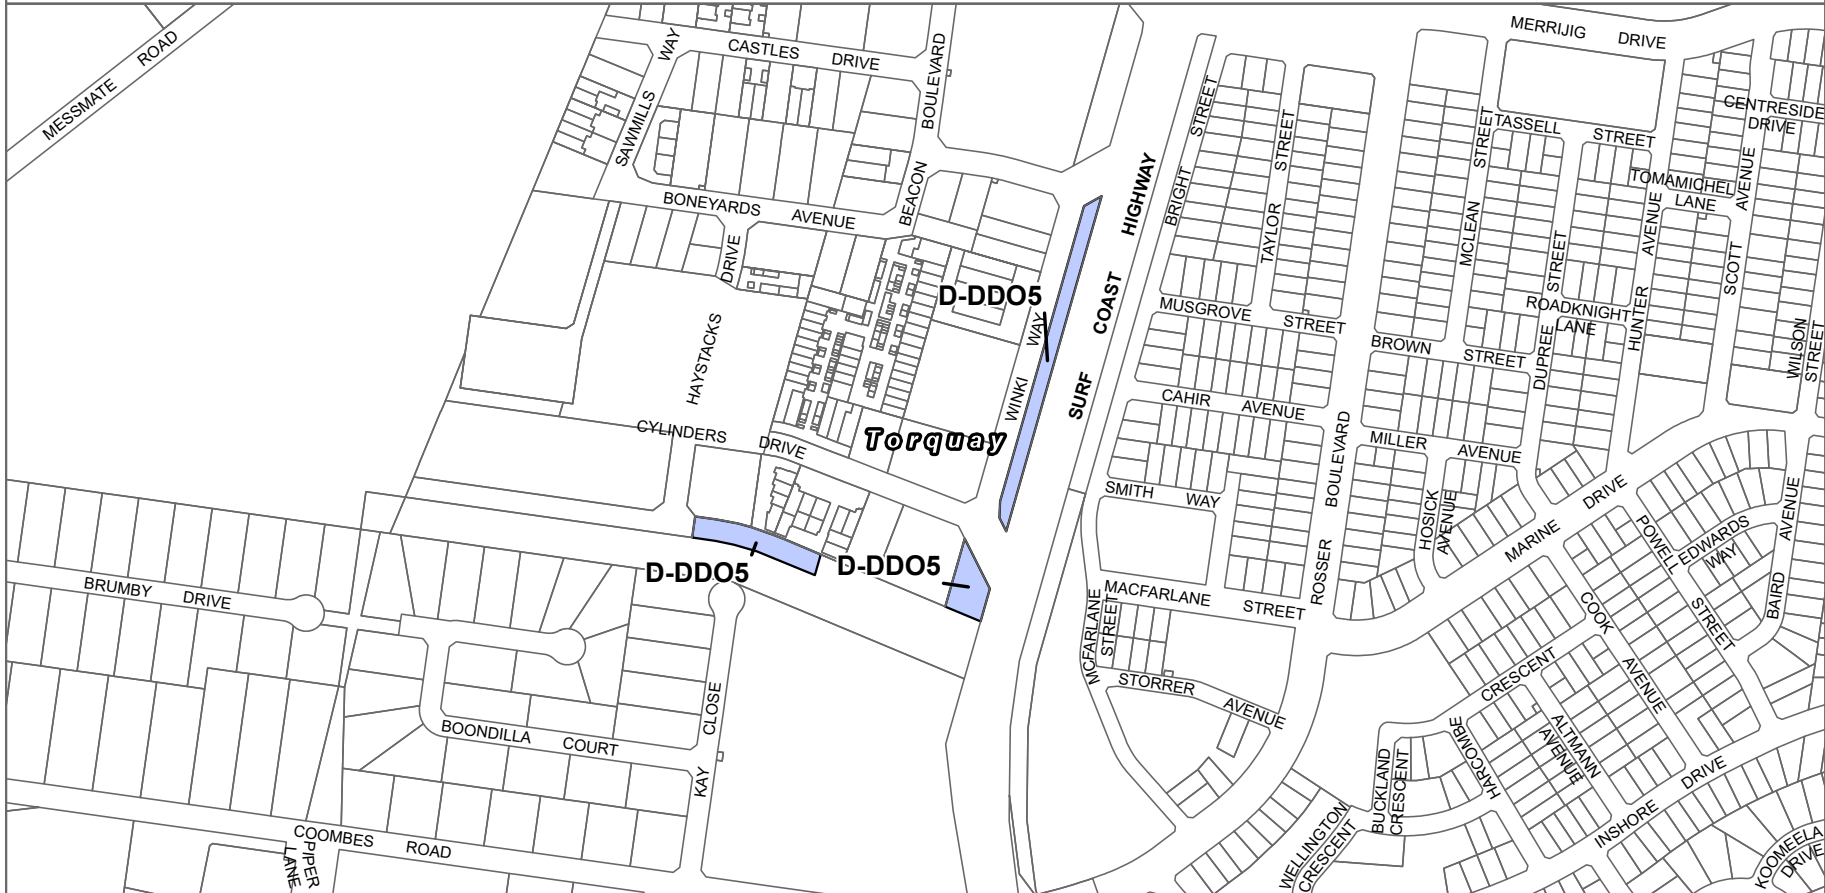 MESSMATE ROAD
SAWMILLS WAY
CASTLES DRIVE
BEACON BOULEVARD
BONEYARDS AVENUE
HAYSTACKS DRIVE
CYLINDERS DRIVE
WINKI WAY
D-DDO5
Torquay
D-DDO5
D-DDO5
SURF COAST HIGHWAY
BRIGHT STREET
TAYLOR STREET
MERRIJIG DRIVE
MCLEAN STREET
TASSELL STREET
CENTRESIDE
DRIVE
TOMAMICHEL
LANE
SCOTT AVENUE
HUNTER AVENUE
DUPREE STREET
ROADKNIGHT
LANE
WILSON
STREET
MUSGROVE STREET
BROWN STREET
CAHIR AVENUE
MILLER AVENUE
SMITH WAY
ROSSER BOULEVARD
HOSICK
AVENUE
MARINE DRIVE
POWELL STREET
EDWARDS
WAY
BAIRD AVENUE
MACFARLANE STREET
MCFARLANE
STREET
STORRER AVENUE
COOK AVENUE
HARCOMBE CRESCENT
ALTMANN
AVENUE
BUCKLAND
CRESCENT
INSHORE DRIVE
WELLINGTON
CRESCENT
KOOMEELA
DRIVE
BRUMBY DRIVE
BOONDILLA COURT
KAY CLOSE
COOMBES ROAD
PIPER
LANE